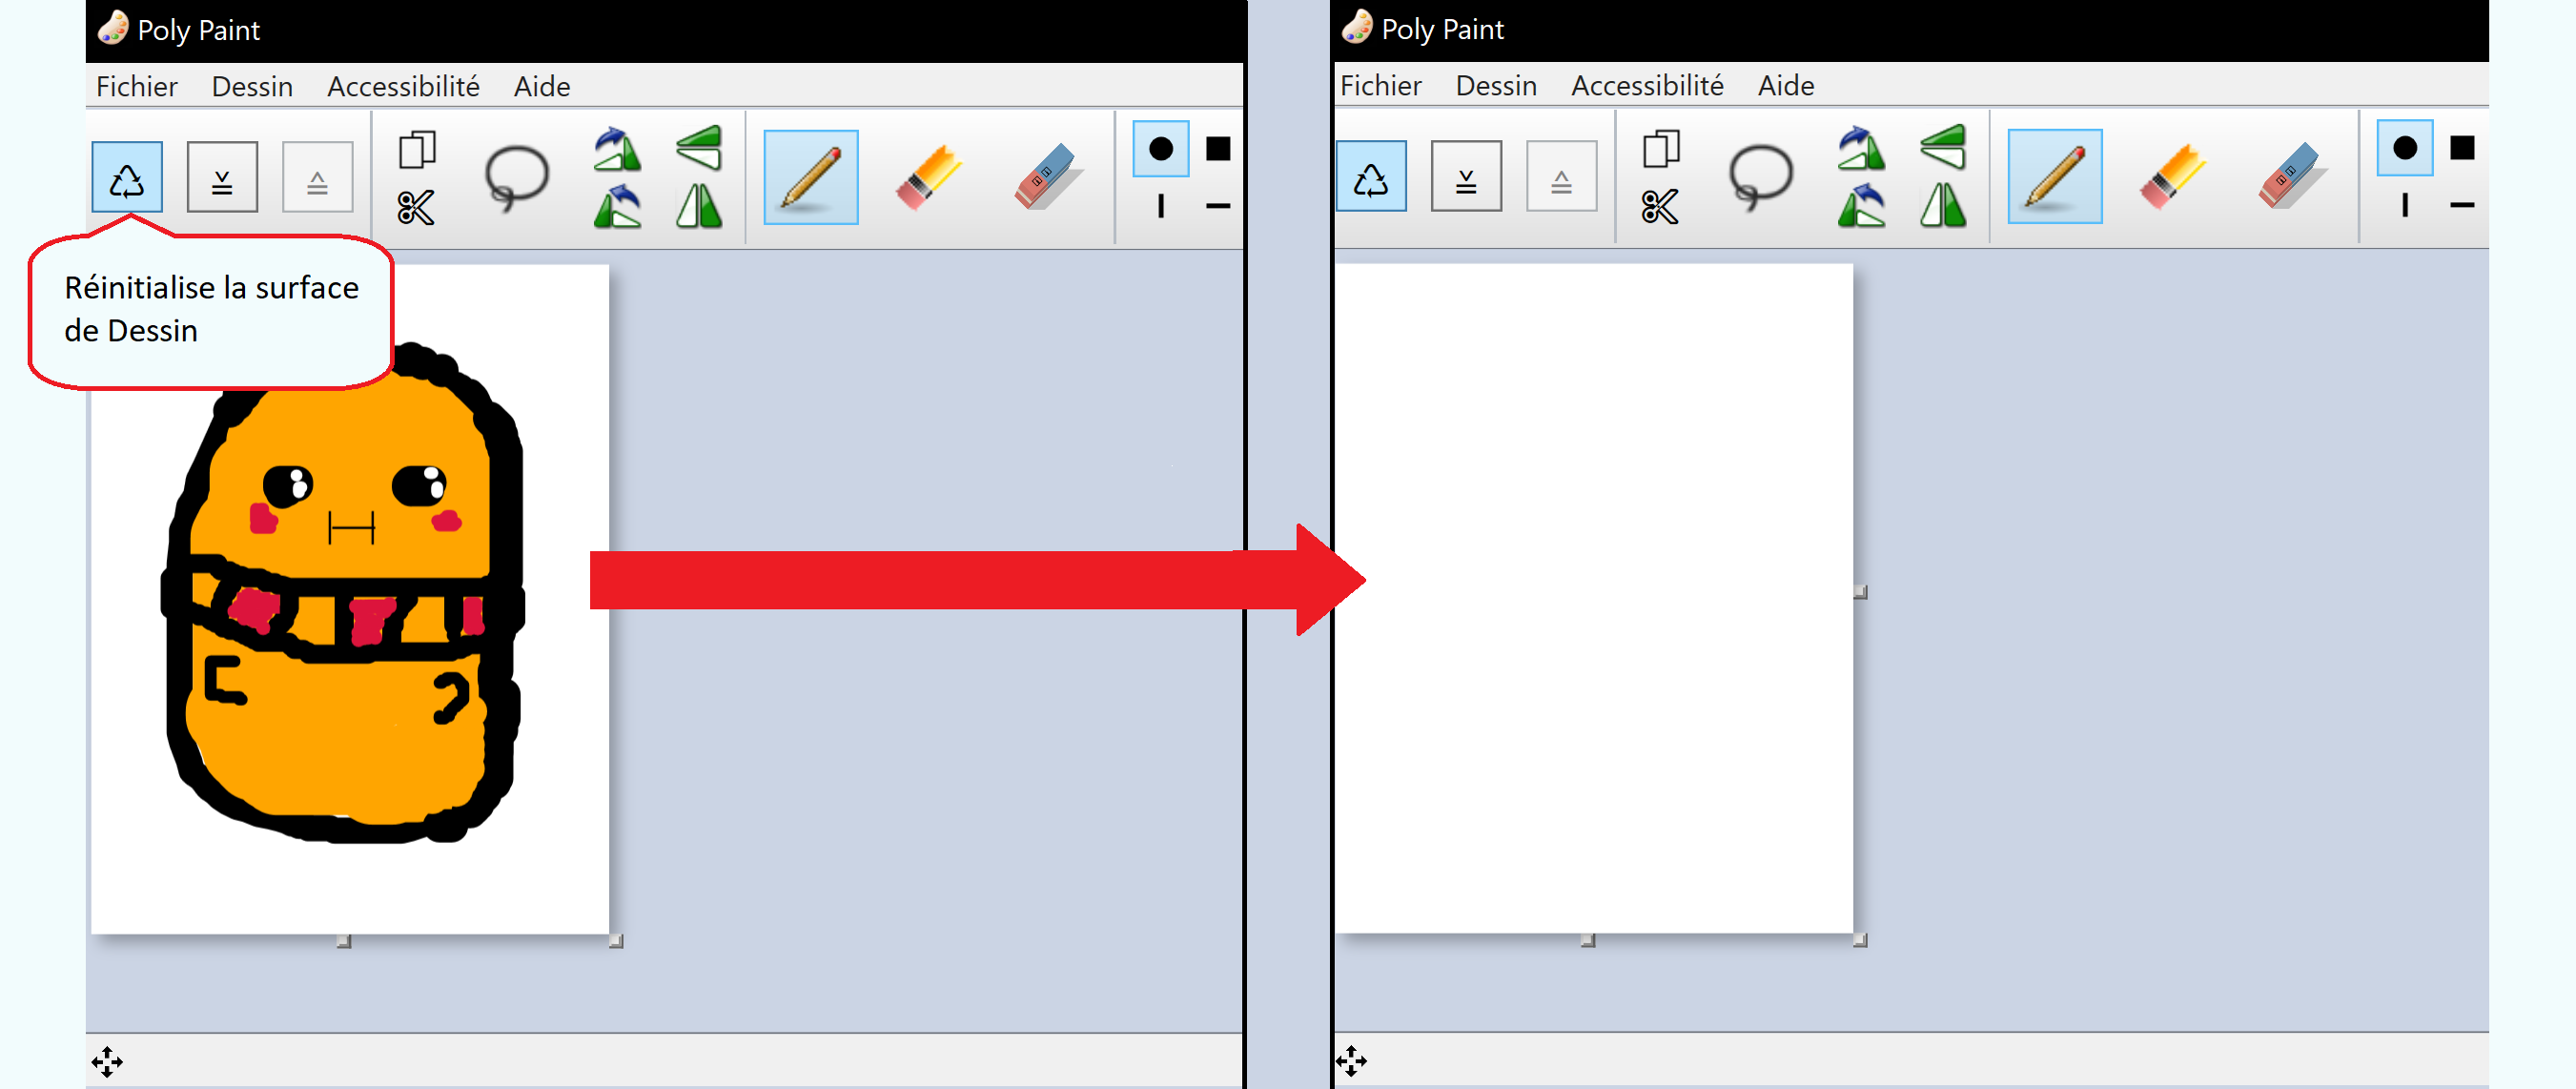 Poly Paint
Fichier Dessin Accessibilité Aide
Réinitialise la surface
de Dessin
Poly Paint
Fichier Dessin Accessibilité Aide